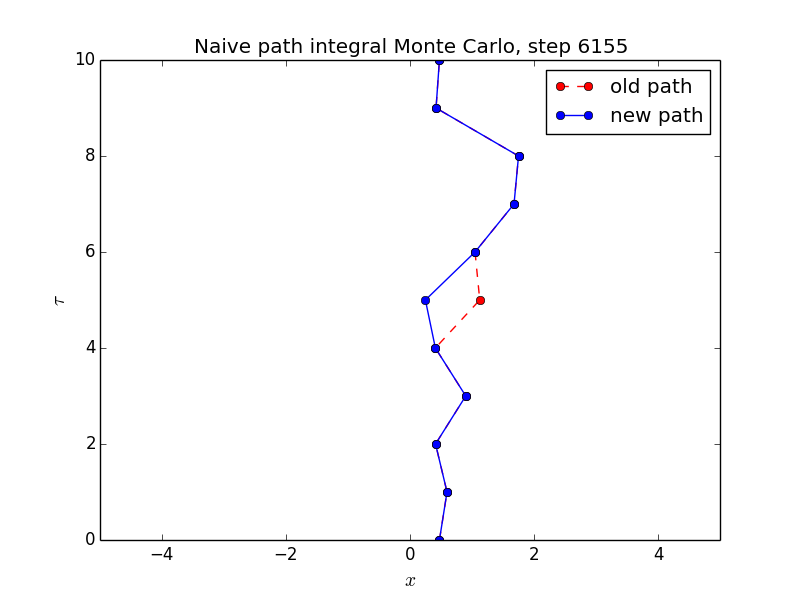 Naive path integral Monte Carlo, step 6155
10
8
6
4
2
0
τ
old path
new path
−4
−2
0
2
4
x